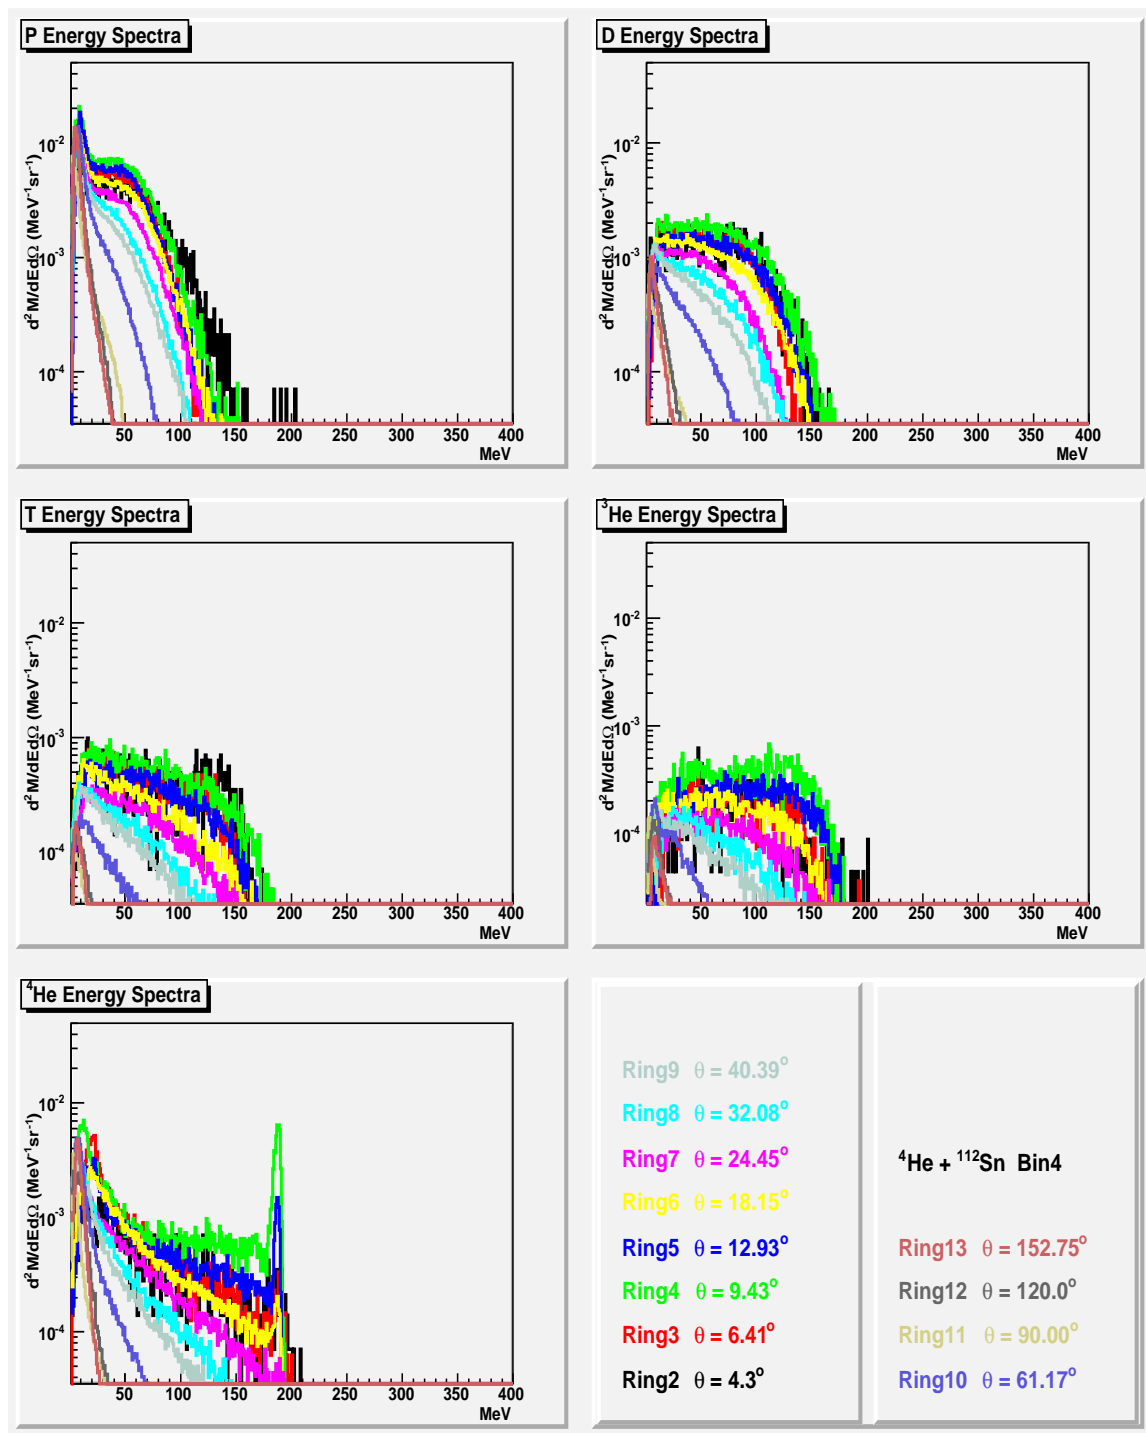 P Energy Spectra
d²M/dEdΩ (MeV⁻¹sr⁻¹)
10⁻²
10⁻³
10⁻⁴
50 100 150 200 250 300 350 400
MeV
D Energy Spectra
d²M/dEdΩ (MeV⁻¹sr⁻¹)
10⁻²
10⁻³
10⁻⁴
50 100 150 200 250 300 350 400
MeV
T Energy Spectra
d²M/dEdΩ (MeV⁻¹sr⁻¹)
10⁻²
10⁻³
10⁻⁴
50 100 150 200 250 300 350 400
MeV
³He Energy Spectra
d²M/dEdΩ (MeV⁻¹sr⁻¹)
10⁻²
10⁻³
10⁻⁴
50 100 150 200 250 300 350 400
MeV
⁴He Energy Spectra
d²M/dEdΩ (MeV⁻¹sr⁻¹)
10⁻²
10⁻³
10⁻⁴
50 100 150 200 250 300 350 400
MeV
Ring9 θ = 40.39°
Ring8 θ = 32.08°
Ring7 θ = 24.45°
Ring6 θ = 18.15°
Ring5 θ = 12.93°
Ring4 θ = 9.43°
Ring3 θ = 6.41°
Ring2 θ = 4.3°
⁴He + ¹¹²Sn Bin4
Ring13 θ = 152.75°
Ring12 θ = 120.0°
Ring11 θ = 90.00°
Ring10 θ = 61.17°